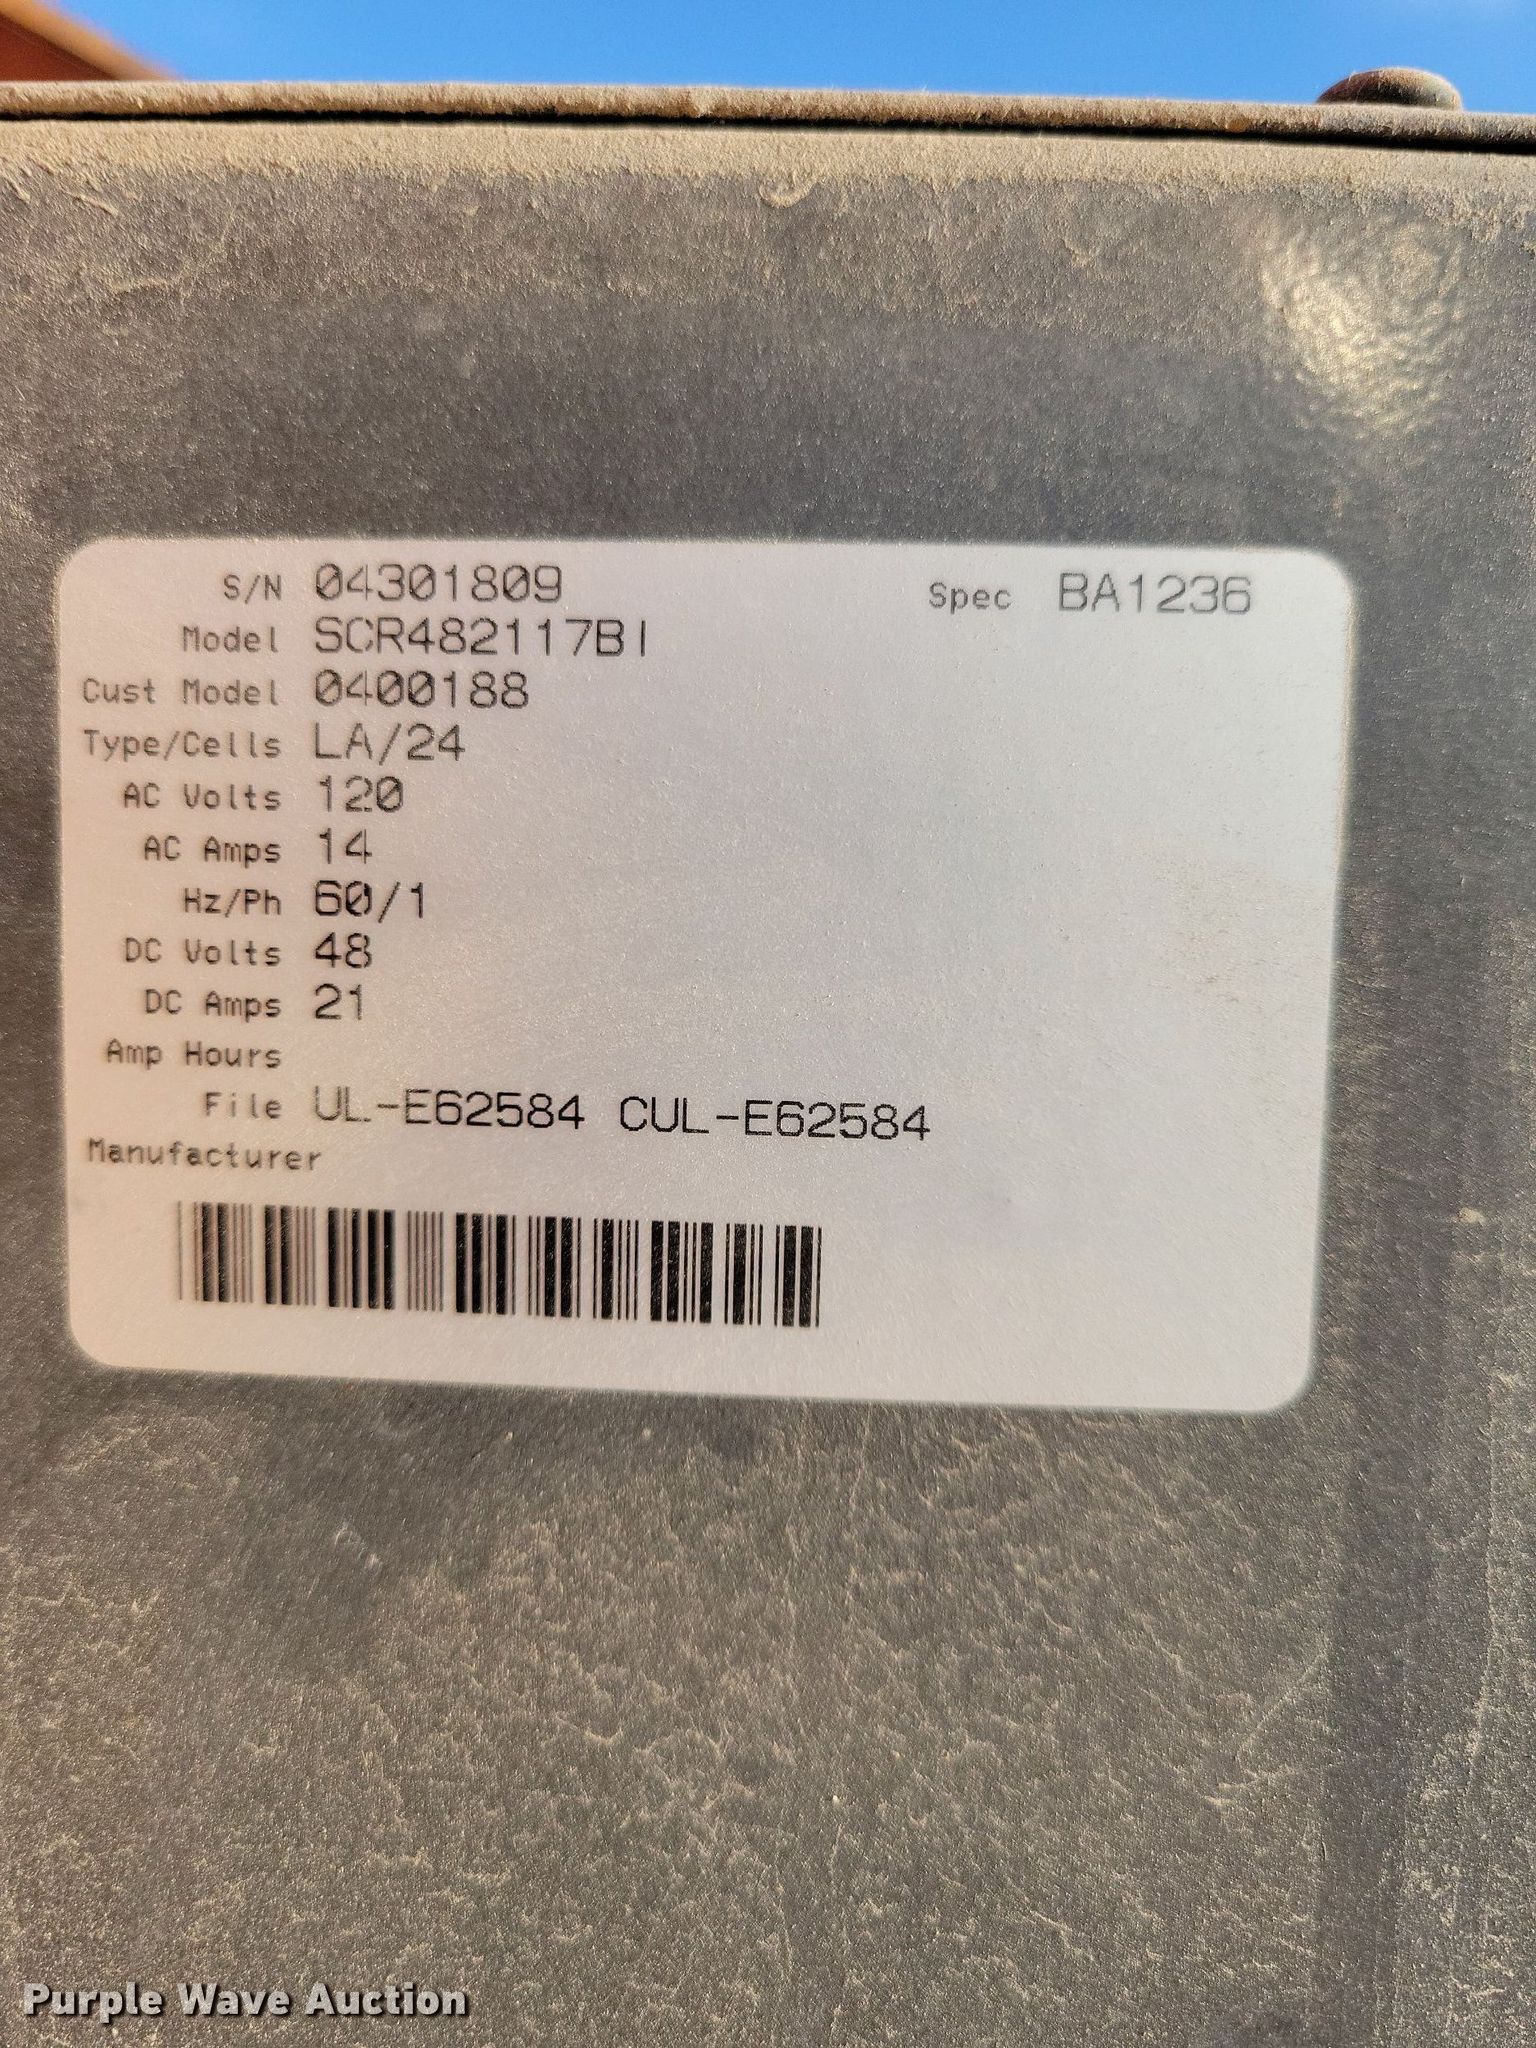 S/N 04301809 Spec BA1236
Model SCR482117BI
Cust Model 0400188
Type/Cells LA/24
AC Volts 120
AC Amps 14
Hz/Ph 60/1
DC Volts 48
DC Amps 21
Amp Hours
File UL-E62584 CUL-E62584
Manufacturer
Purple Wave Auction